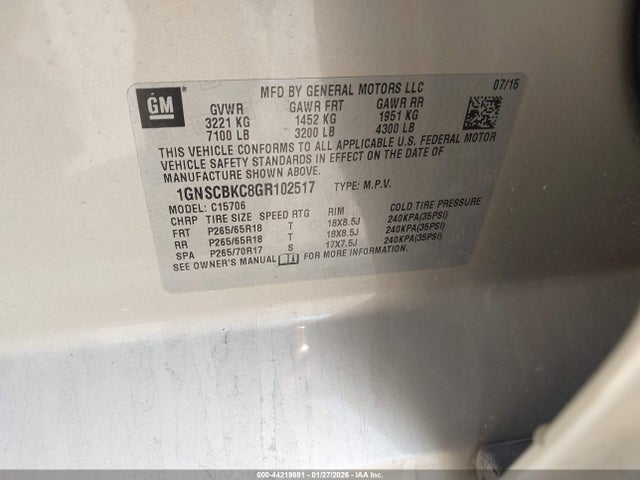 GM
MFD BY GENERAL MOTORS LLC 07/15
GVWR GAWR FRT GAWR RR
3221 KG 1452 KG 1951 KG
7100 LB 3200 LB 4300 LB
THIS VEHICLE CONFORMS TO ALL APPLICABLE U.S. FEDERAL MOTOR
VEHICLE SAFETY STANDARDS IN EFFECT ON THE DATE OF
MANUFACTURE SHOWN ABOVE.
1GNSCBKC8GR102517 TYPE: M.P.V.
MODEL: C15706
CHRP TIRE SIZE SPEED RTG RIM COLD TIRE PRESSURE
FRT P265/65R18 T 18X8.5J 240KPA(35PSI)
RR P265/65R18 T 18X8.5J 240KPA(35PSI)
SPA P265/70R17 S 17X7.5J 240KPA(35PSI)
SEE OWNER'S MANUAL FOR MORE INFORMATION.
000-44219881 - 01/27/2026 - IAA Inc.